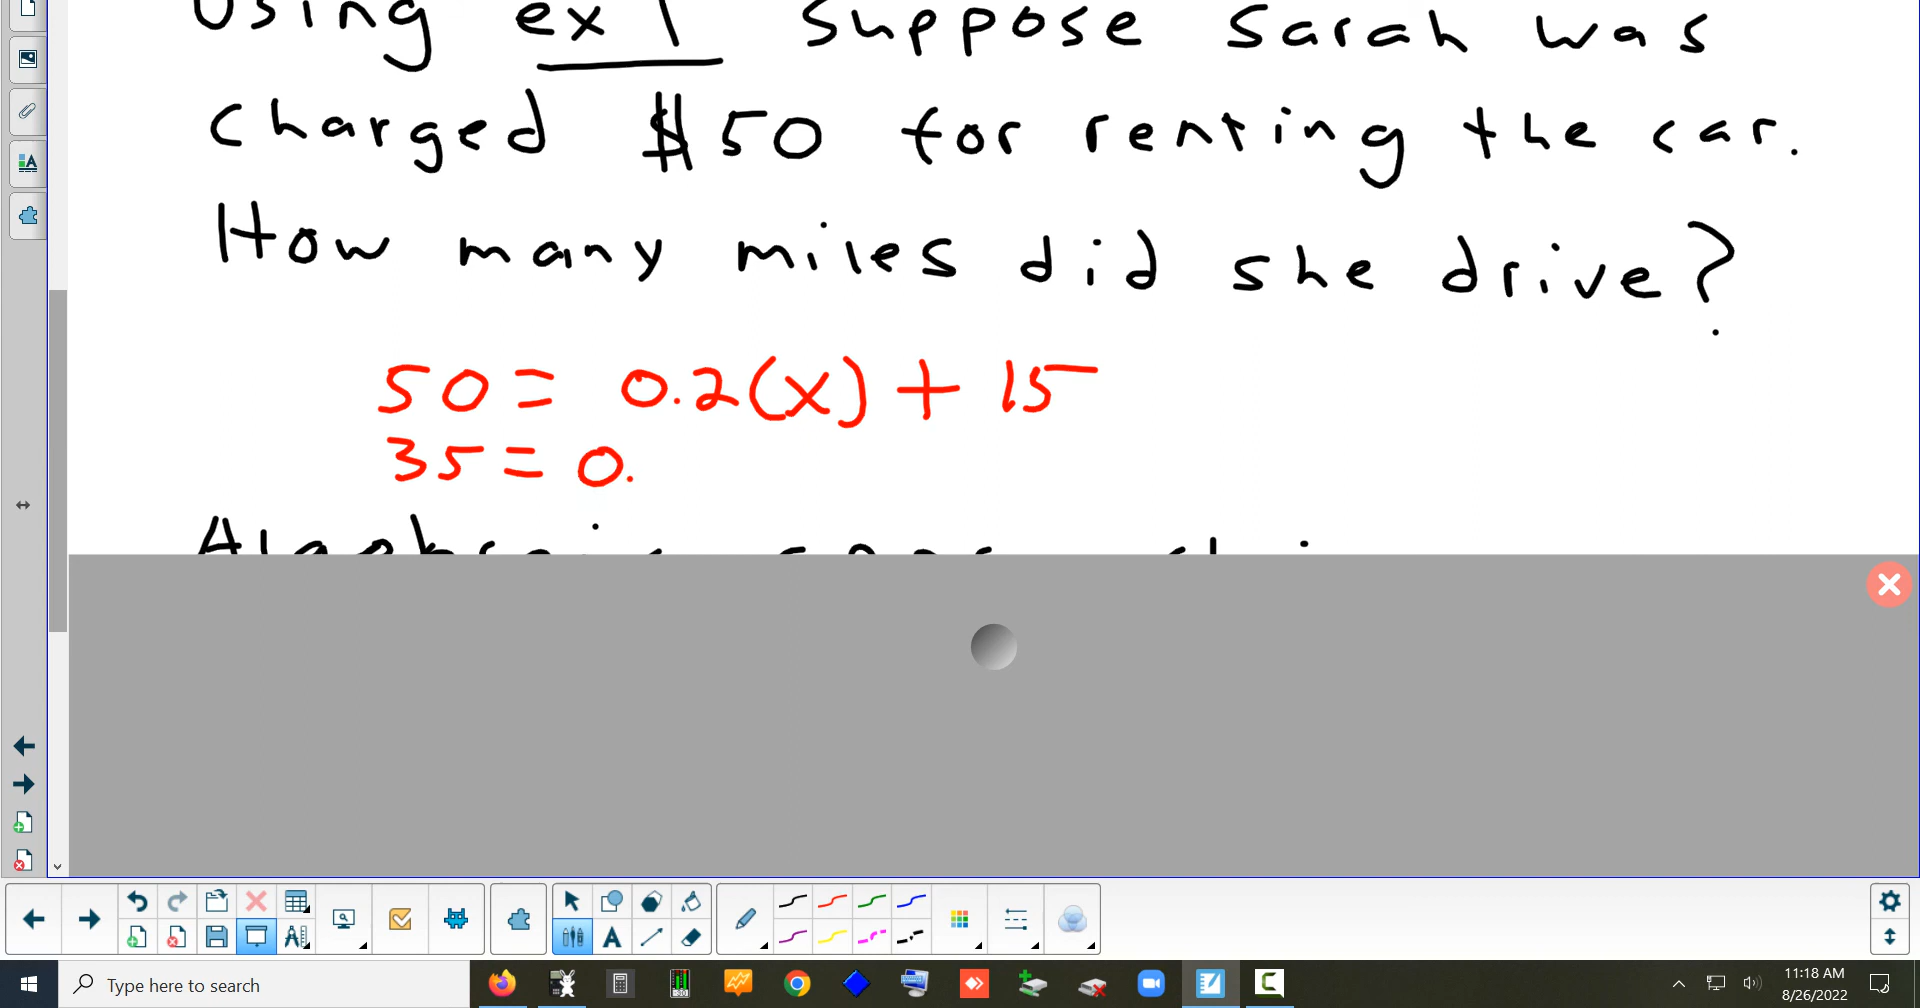 Using ex 1 suppose sarah was
charged $50 for renting the car.
How many miles did she drive?
50 = 0.2(x) + 15
35 = 0.
Type here to search
11:18 AM
8/26/2022